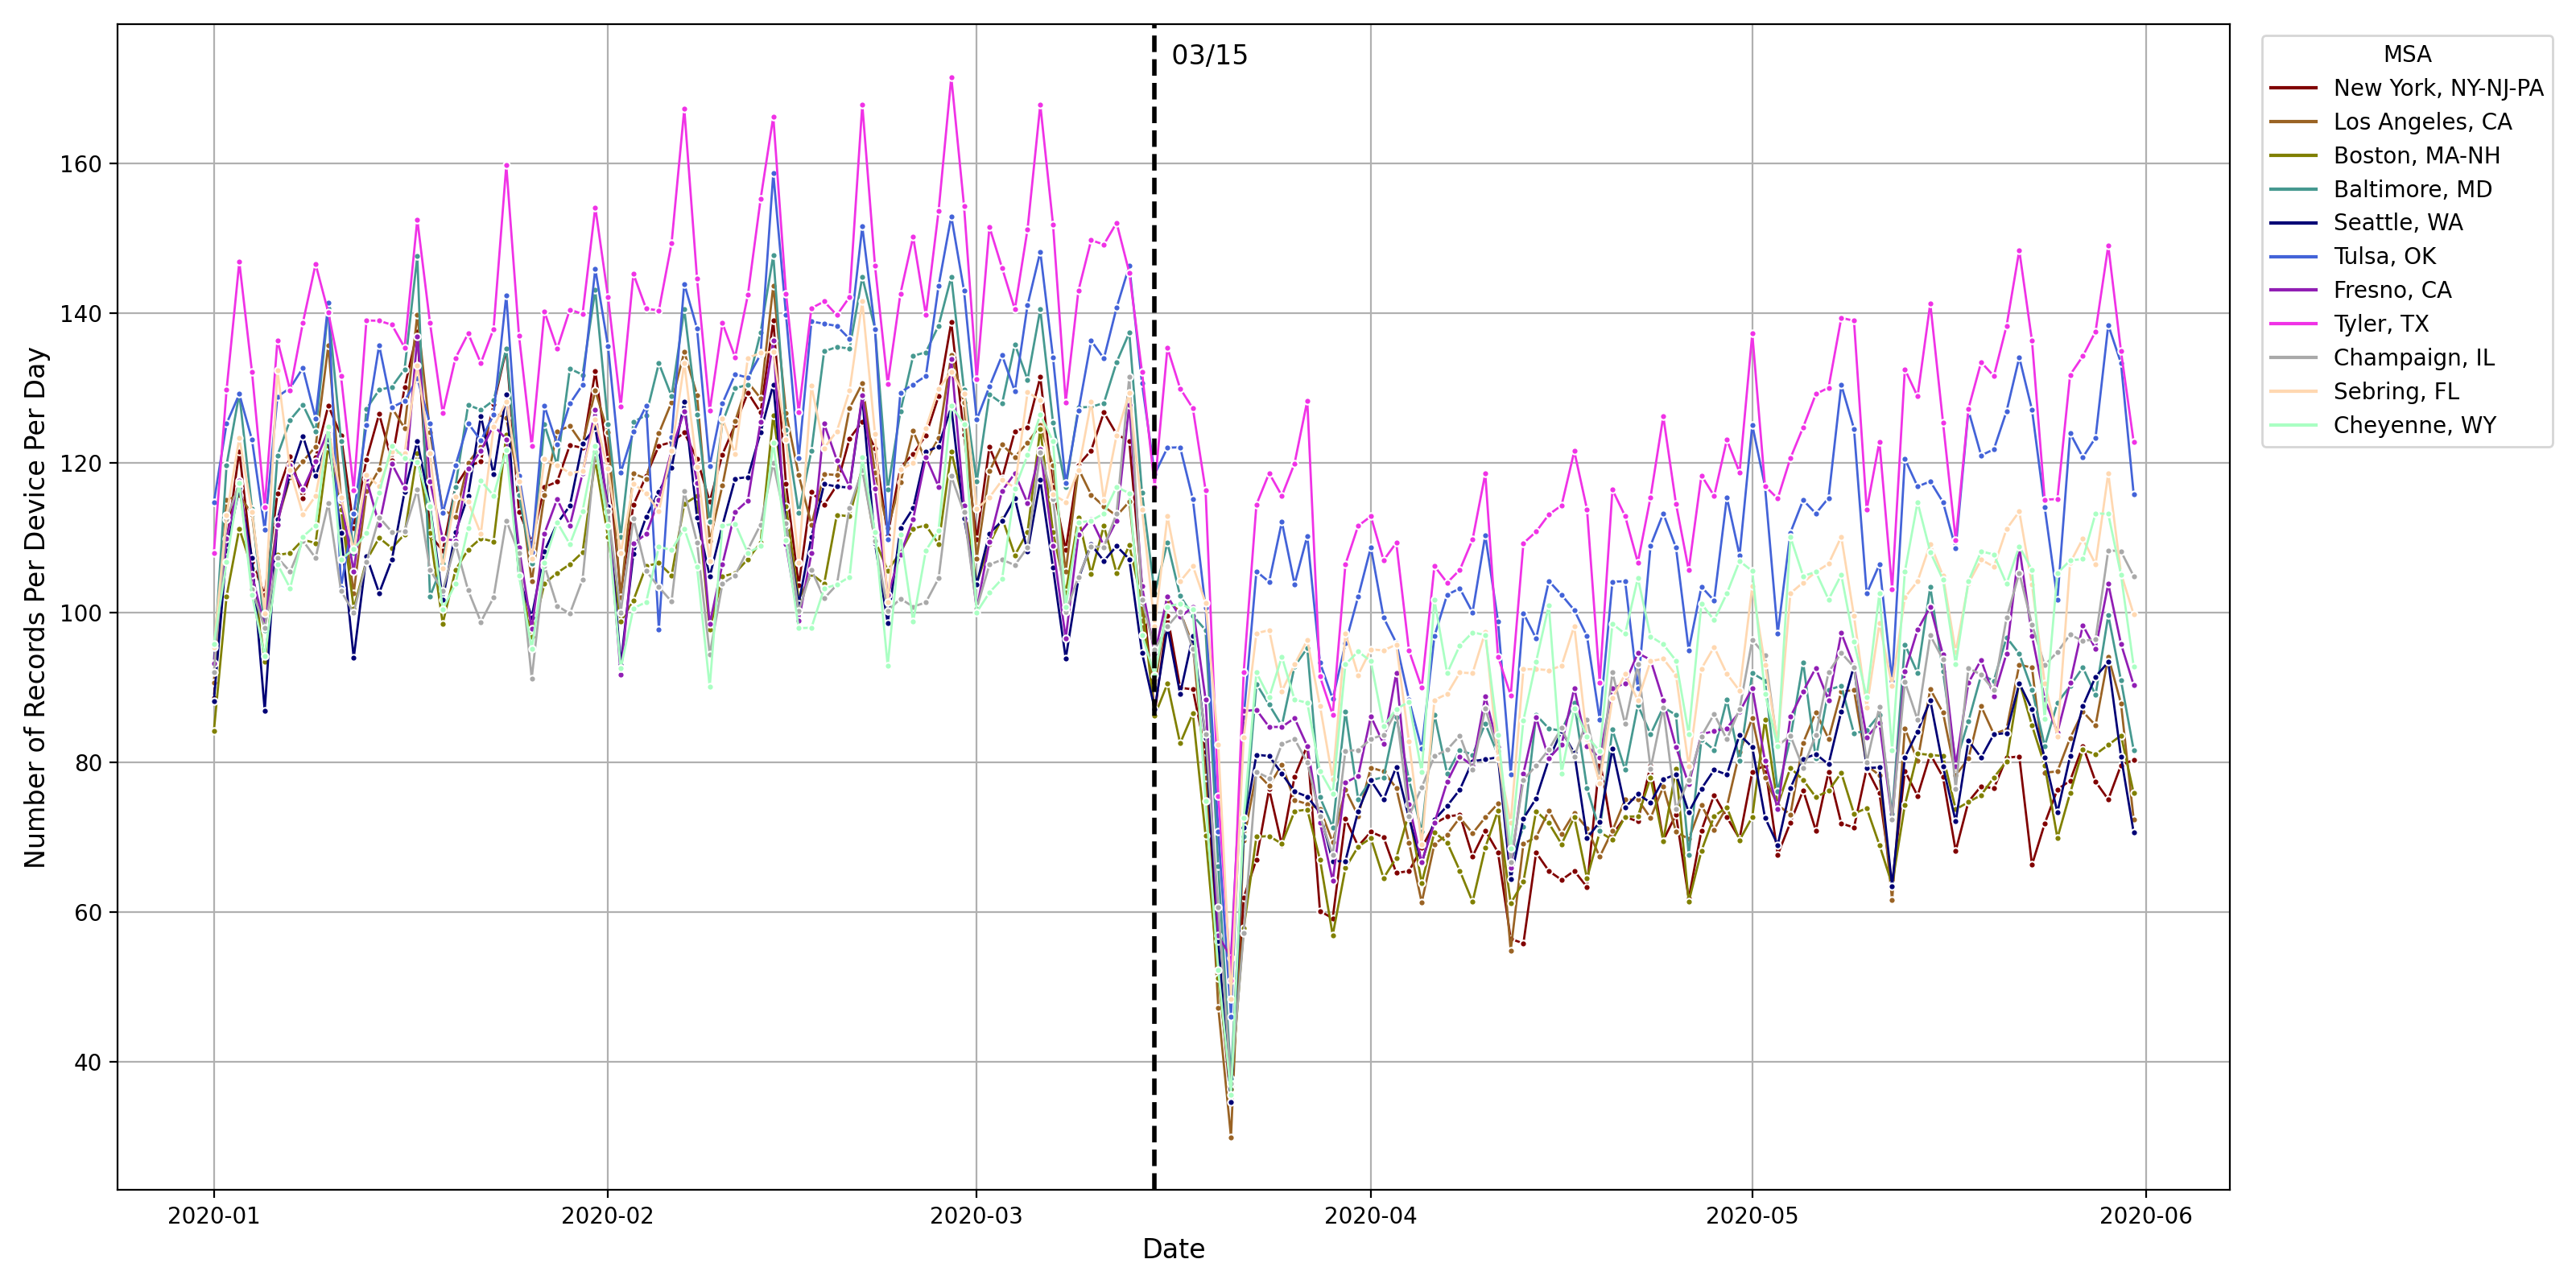 03/15
MSA
New York, NY-NJ-PA
Los Angeles, CA
Boston, MA-NH
Baltimore, MD
Seattle, WA
Tulsa, OK
Fresno, CA
Tyler, TX
Champaign, IL
Sebring, FL
Cheyenne, WY
Number of Records Per Device Per Day
160
140
120
100
80
60
40
2020-01 2020-02 2020-03 2020-04 2020-05 2020-06
Date